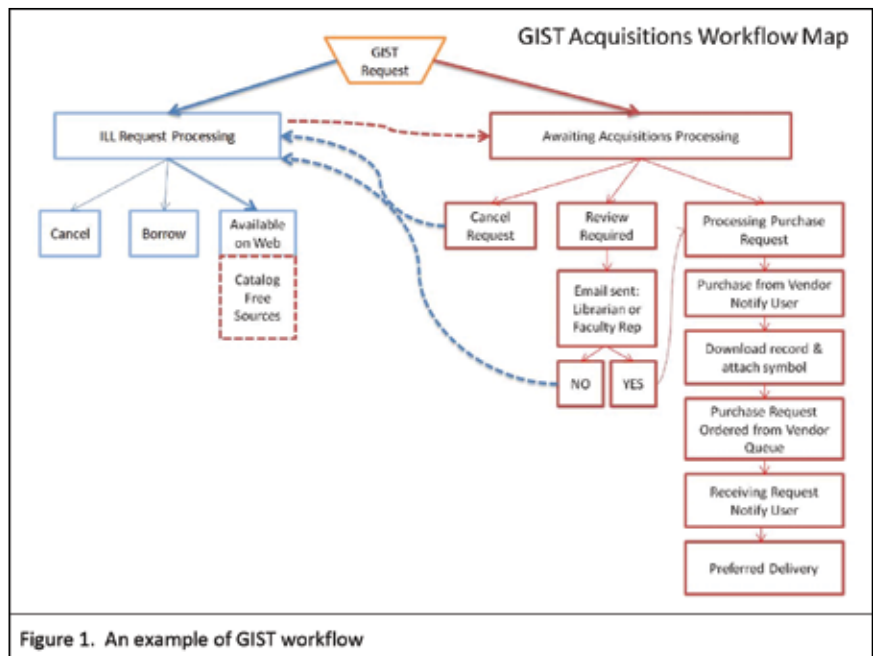 GIST Acquisitions Workflow Map
GIST
Request
ILL Request Processing
Awaiting Acquisitions Processing
Cancel
Borrow
Available
on Web
Catalog
Free
Sources
Cancel
Request
Review
Required
Processing Purchase
Request
Email sent:
Librarian or
Faculty Rep
NO
YES
Purchase from Vendor
Notify User
Download record &
attach symbol
Purchase Request
Ordered from Vendor
Queue
Receiving Request
Notify User
Preferred Delivery
Figure 1. An example of GIST workflow